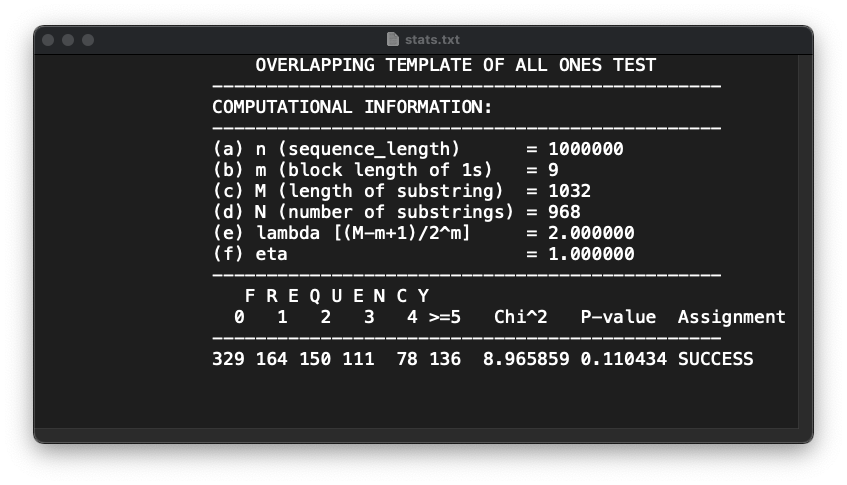 stats.txt
OVERLAPPING TEMPLATE OF ALL ONES TEST
-----------------------------------------------
COMPUTATIONAL INFORMATION:
-----------------------------------------------
(a) n (sequence_length)      = 1000000
(b) m (block length of 1s)   = 9
(c) M (length of substring)  = 1032
(d) N (number of substrings) = 968
(e) lambda [(M-m+1)/2^m]     = 2.000000
(f) eta                      = 1.000000
-----------------------------------------------
F R E Q U E N C Y
0   1   2   3   4 >=5   Chi^2   P-value  Assignment
-----------------------------------------------
329 164 150 111  78 136  8.965859 0.110434 SUCCESS